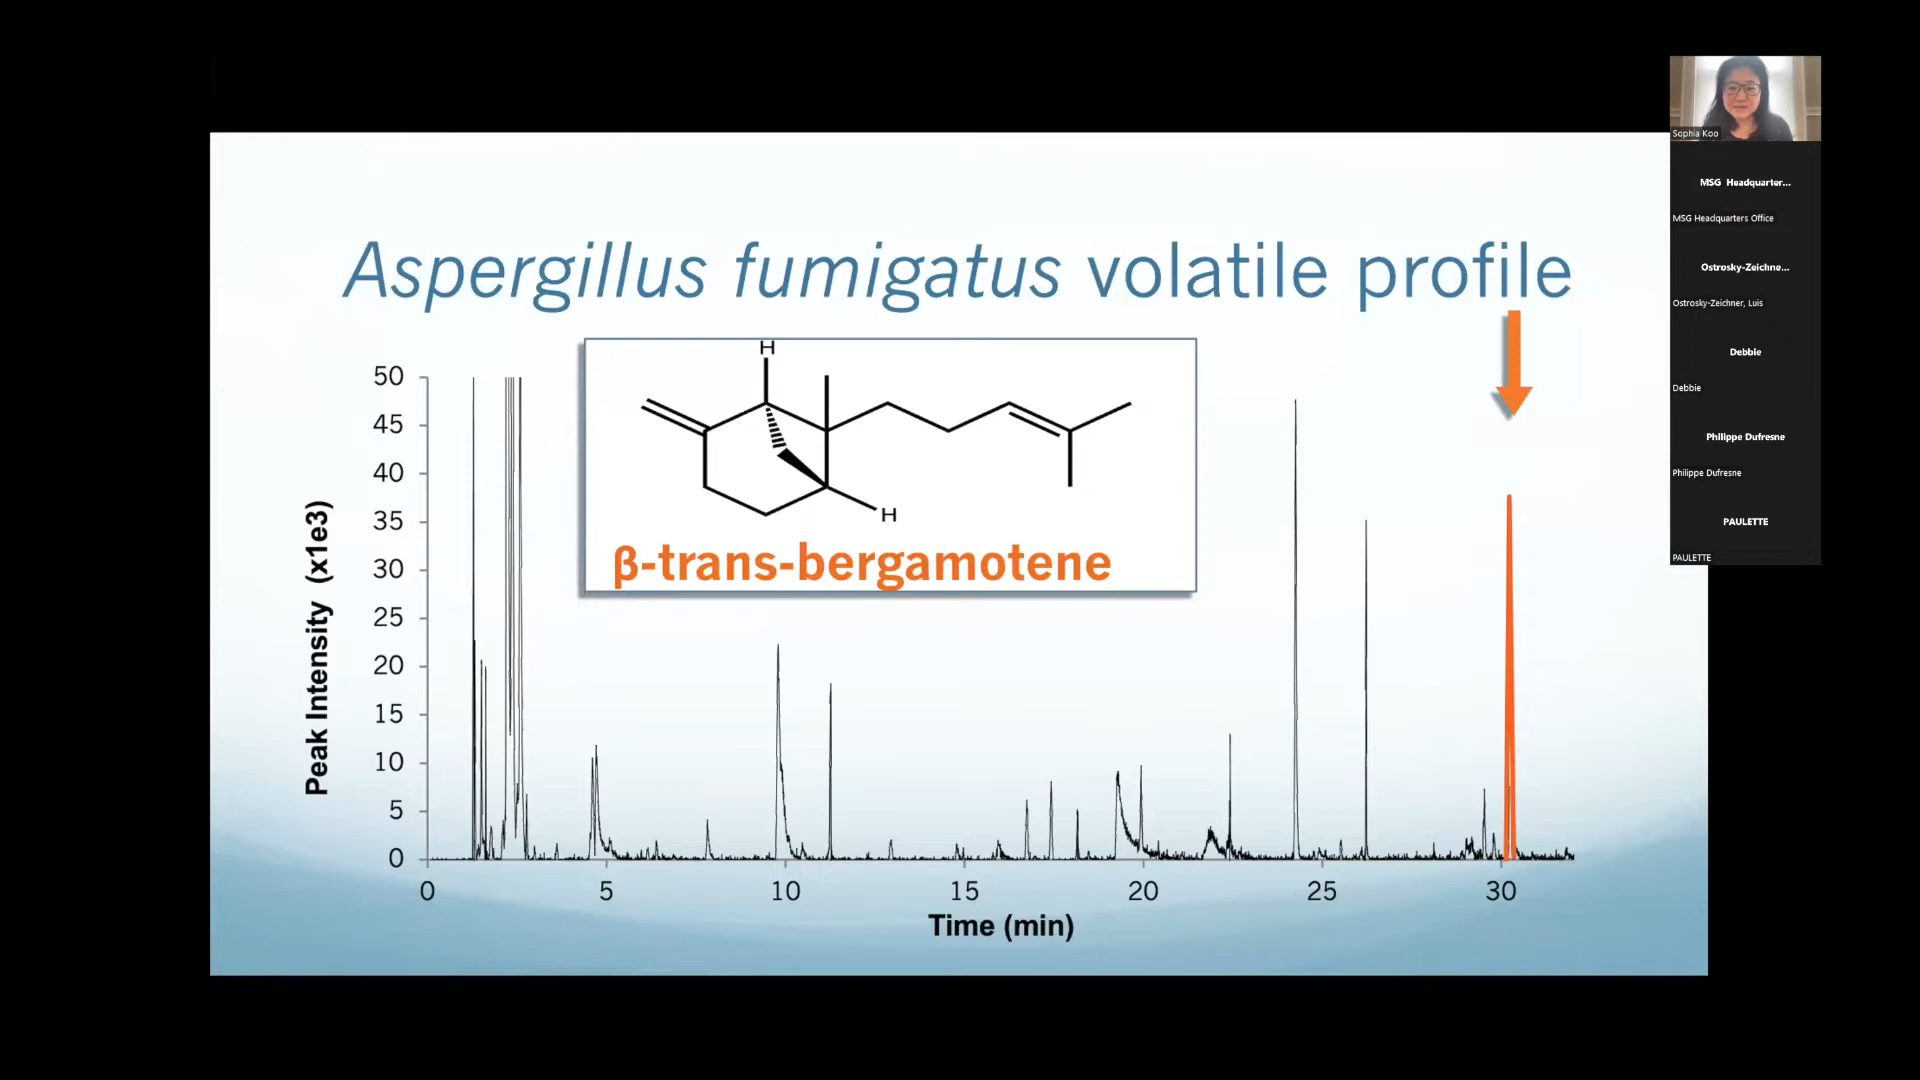 Aspergillus fumigatus volatile profile
H
H
β-trans-bergamotene
Peak Intensity (x1e3)
50
45
40
35
30
25
20
15
10
5
0
0 5 10 15 20 25 30
Time (min)
Sophia Koo
MSG Headquarter...
MSG Headquarters Office
Ostrosky-Zeichne...
Ostrosky-Zeichner, Luis
Debbie
Debbie
Philippe Dufresne
Philippe Dufresne
PAULETTE
PAULETTE